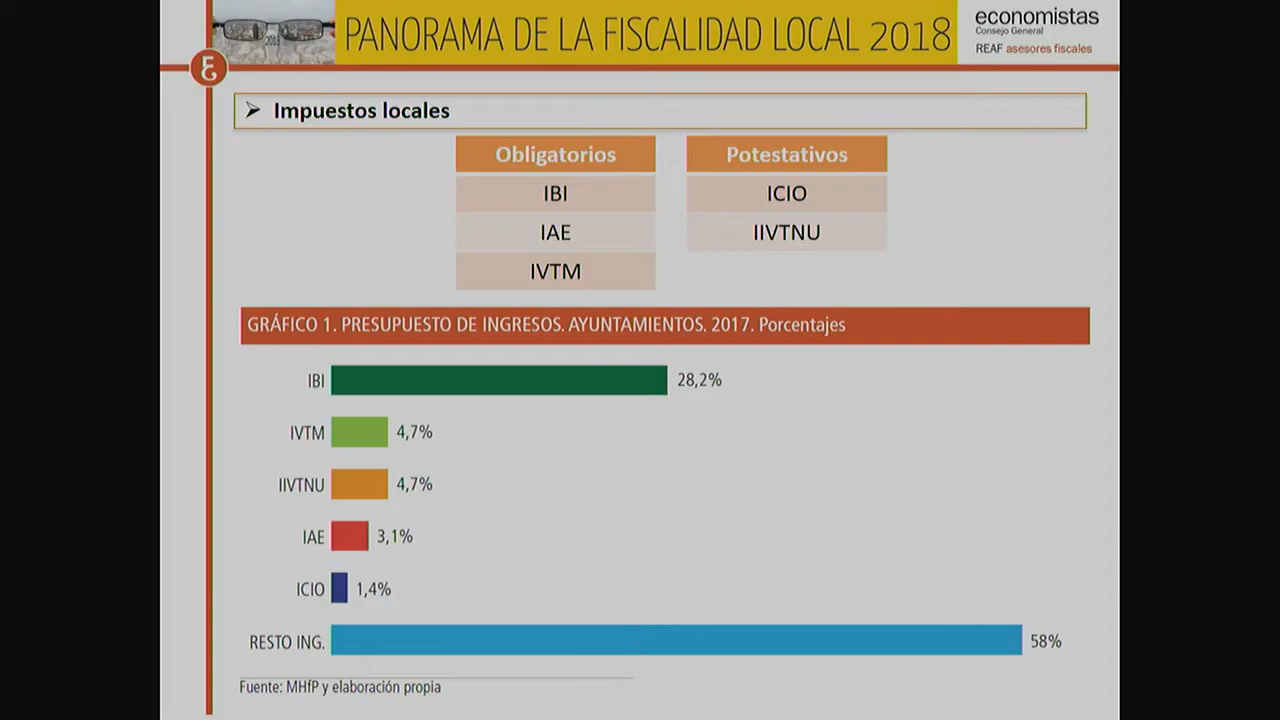 2018
PANORAMA DE LA FISCALIDAD LOCAL 2018
economistas
Consejo General
REAF asesores fiscales
Impuestos locales
Obligatorios
IBI
IAE
IVTM
Potestativos
ICIO
IIVTNU
GRÁFICO 1. PRESUPUESTO DE INGRESOS. AYUNTAMIENTOS. 2017. Porcentajes
IBI 28,2%
IVTM 4,7%
IIVTNU 4,7%
IAE 3,1%
ICIO 1,4%
RESTO ING. 58%
Fuente: MHfP y elaboración propia